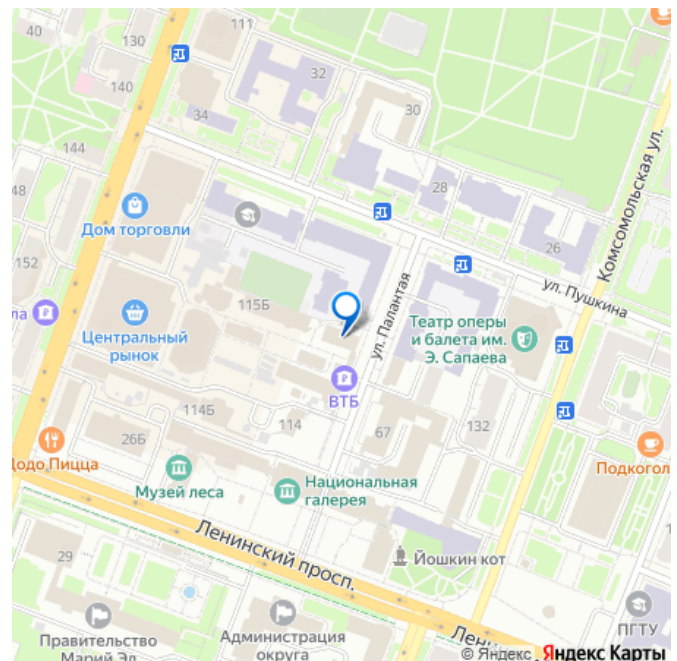 40
130
111
32
140
34
30
144
48
28
Дом торговли
26
152
Комсомольская ул.
ул. Пушкина
115Б
ул. Палантая
Театр оперы
и балета им.
Э. Сапаева
Центральный
рынок
ВТБ
114Б
114
67
132
26Б
Додо Пицца
Музей леса
Национальная
галерея
Подкогол
Ленинский просп.
29
Йошкин кот
Правительство
Марий Эл
Администрация
округа
Ленин
ПГТУ
© Яндекс Яндекс Карты